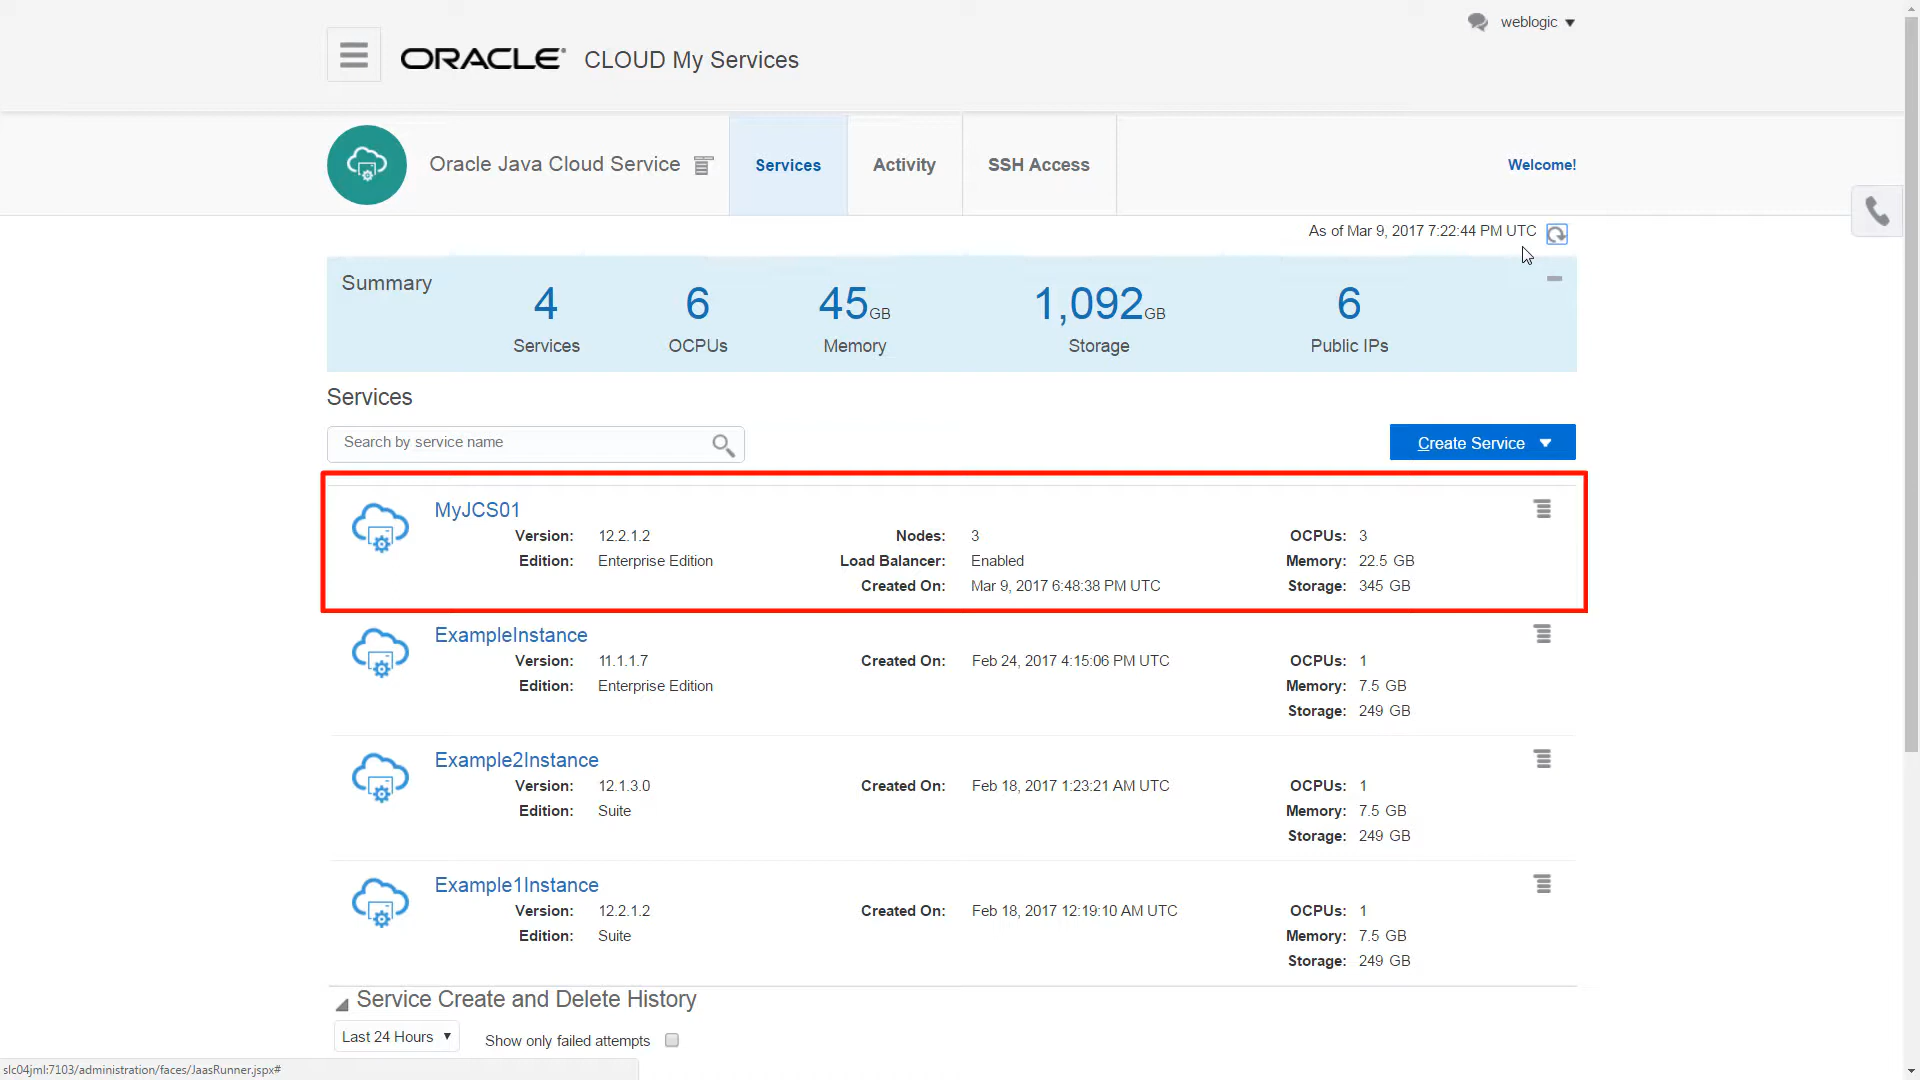 weblogic
ORACLE CLOUD My Services
Oracle Java Cloud Service
Services
Activity
SSH Access
Welcome!
As of Mar 9, 2017 7:22:44 PM UTC
Summary
4 6 45 GB 1,092 GB 6
Services OCPUs Memory Storage Public IPs
Services
Search by service name
Create Service
MyJCS01
Version: 12.2.1.2 Nodes: 3 OCPUs: 3
Edition: Enterprise Edition Load Balancer: Enabled Memory: 22.5 GB
Created On: Mar 9, 2017 6:48:38 PM UTC Storage: 345 GB
ExampleInstance
Version: 11.1.1.7 Created On: Feb 24, 2017 4:15:06 PM UTC OCPUs: 1
Edition: Enterprise Edition Memory: 7.5 GB
Storage: 249 GB
Example2Instance
Version: 12.1.3.0 Created On: Feb 18, 2017 1:23:21 AM UTC OCPUs: 1
Edition: Suite Memory: 7.5 GB
Storage: 249 GB
Example1Instance
Version: 12.2.1.2 Created On: Feb 18, 2017 12:19:10 AM UTC OCPUs: 1
Edition: Suite Memory: 7.5 GB
Storage: 249 GB
Service Create and Delete History
Last 24 Hours Show only failed attempts
slc04jml:7103/administration/faces/JaasRunner.jspx#